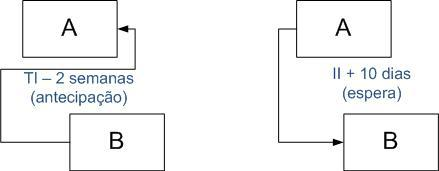 A
TI – 2 semanas
(antecipação)
B
A
II + 10 dias
(espera)
B